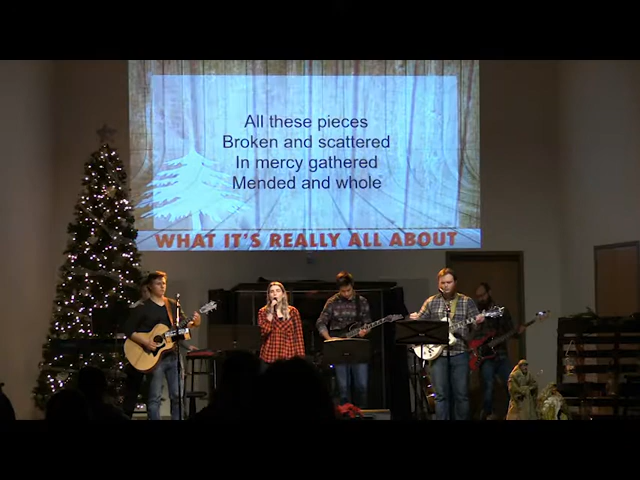 All these pieces
Broken and scattered
In mercy gathered
Mended and whole
WHAT IT'S REALLY ALL ABOUT